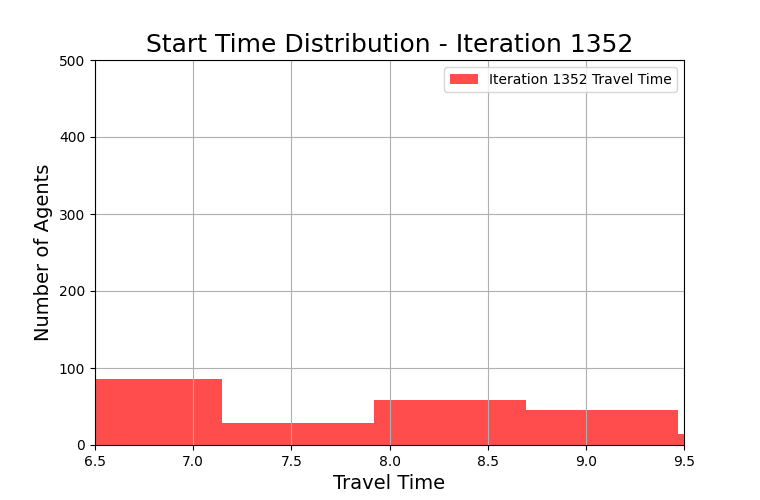 Start Time Distribution - Iteration 1352
Iteration 1352 Travel Time
Number of Agents
500
400
300
200
100
0
6.5 7.0 7.5 8.0 8.5 9.0 9.5
Travel Time